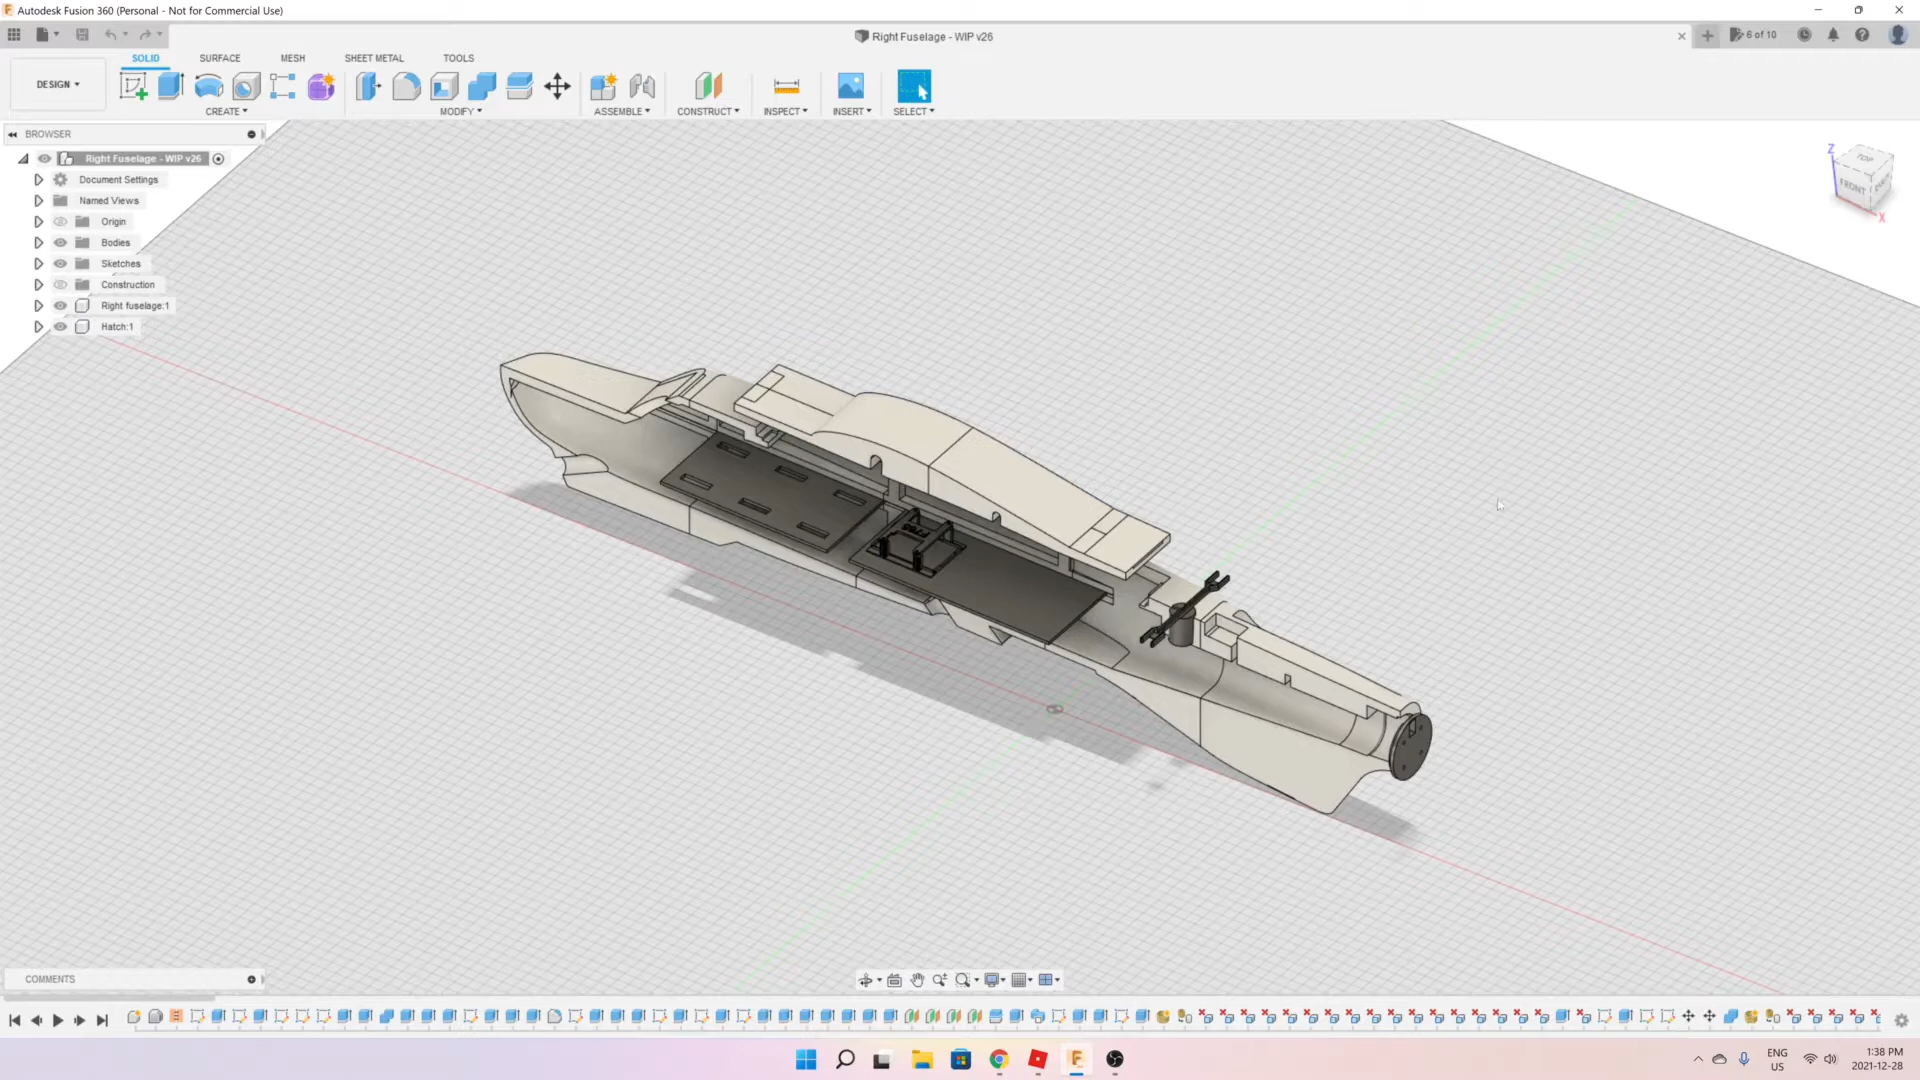 Autodesk Fusion 360 (Personal - Not for Commercial Use)
Right Fuselage - WIP v26
6 of 10
SOLID SURFACE MESH SHEET METAL TOOLS
DESIGN
CREATE MODIFY ASSEMBLE CONSTRUCT INSPECT INSERT SELECT
BROWSER
Right Fuselage - WIP v26
Document Settings
Named Views
Origin
Bodies
Sketches
Construction
Right fuselage:1
Hatch:1
Z
TOP
FRONT
X
COMMENTS
ENG
US
1:38 PM
2021-12-28